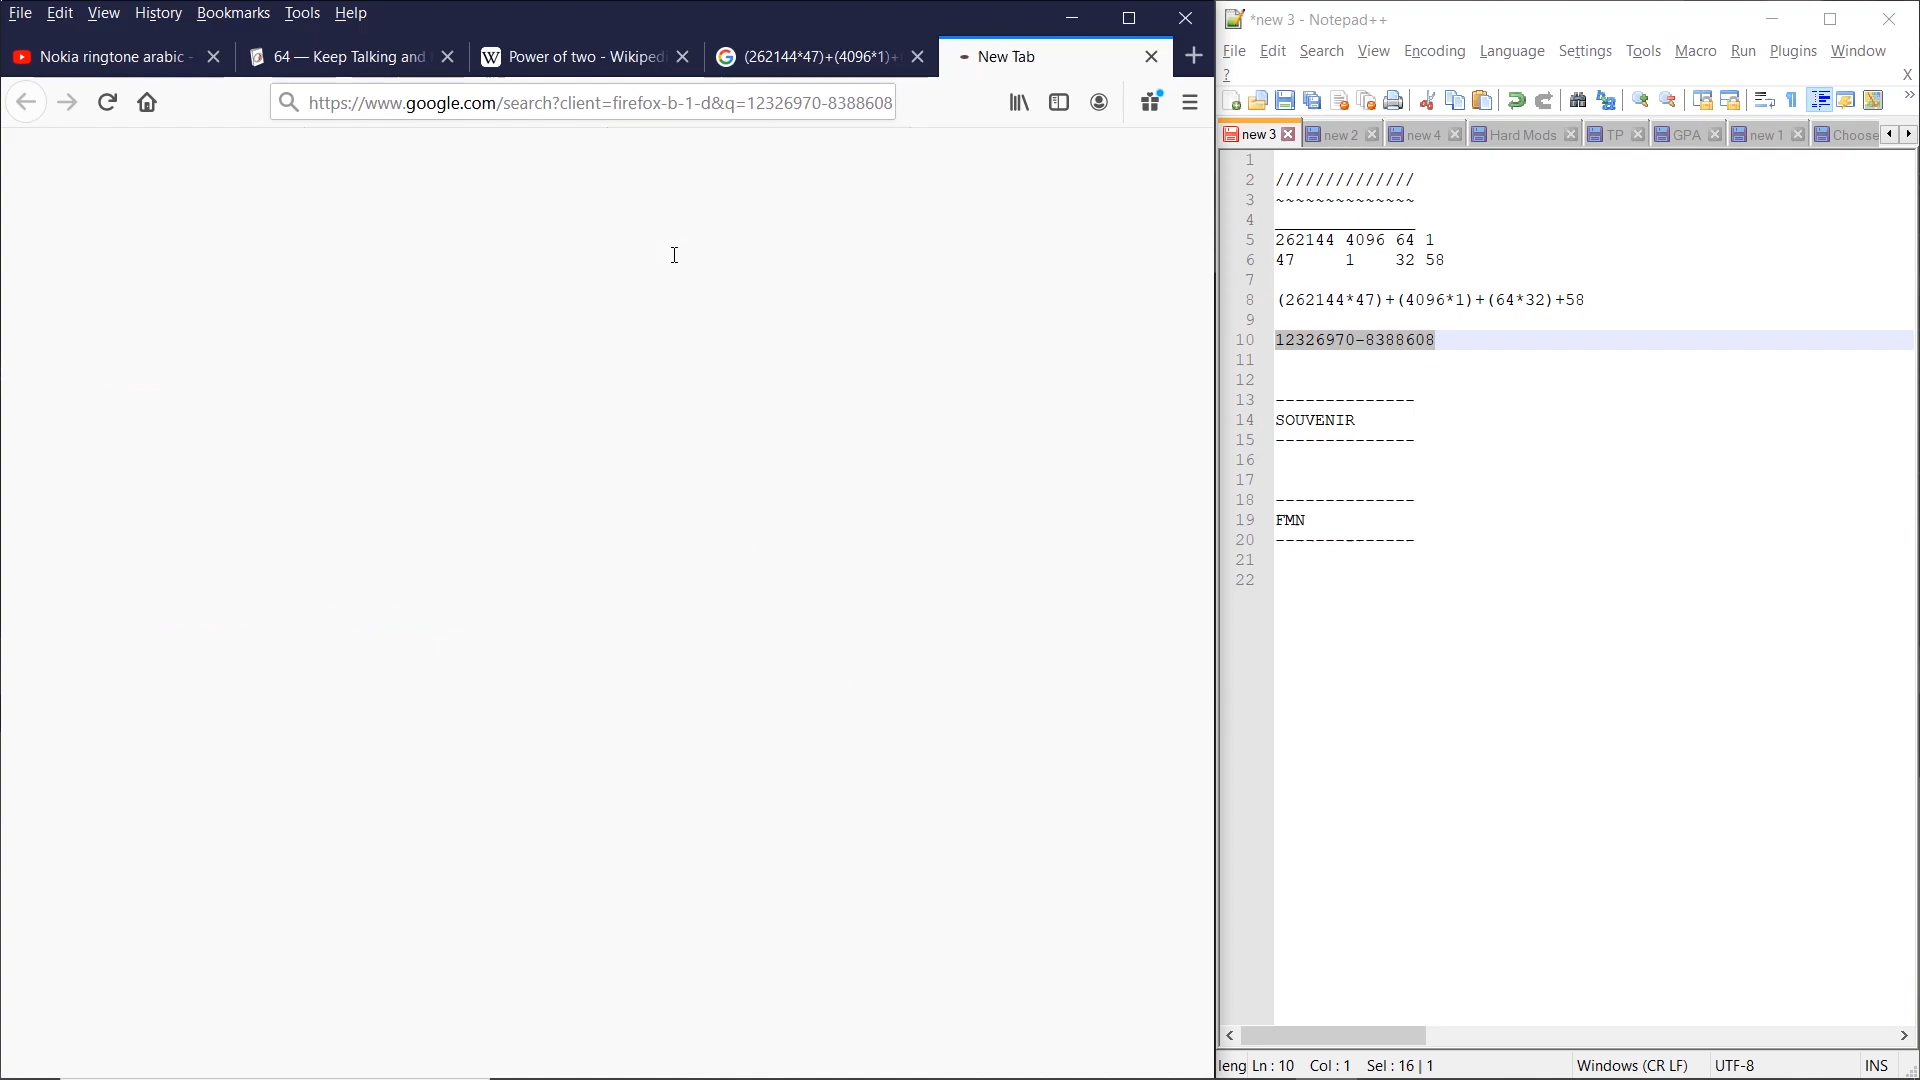 File Edit View History Bookmarks Tools Help
Nokia ringtone arabic -
64 — Keep Talking and
Power of two - Wikipedi
(262144*47)+(4096*1)+
New Tab
https://www.google.com/search?client=firefox-b-1-d&q=12326970-8388608
*new 3 - Notepad++
File Edit Search View Encoding Language Settings Tools Macro Run Plugins Window
? X
new 3 new 2 new 4 Hard Mods TP GPA new 1 Choose
1
2 //////////////
3 ~~~~~~~~~~~~~~
4 ______________
5 262144 4096 64 1
6 47 1 32 58
7
8 (262144*47)+(4096*1)+(64*32)+58
9
10 12326970-8388608
11
12
13 --------------
14 SOUVENIR
15 --------------
16
17
18 --------------
19 FMN
20 --------------
21
22
leng Ln : 10 Col : 1 Sel : 16 | 1 Windows (CR LF) UTF-8 INS